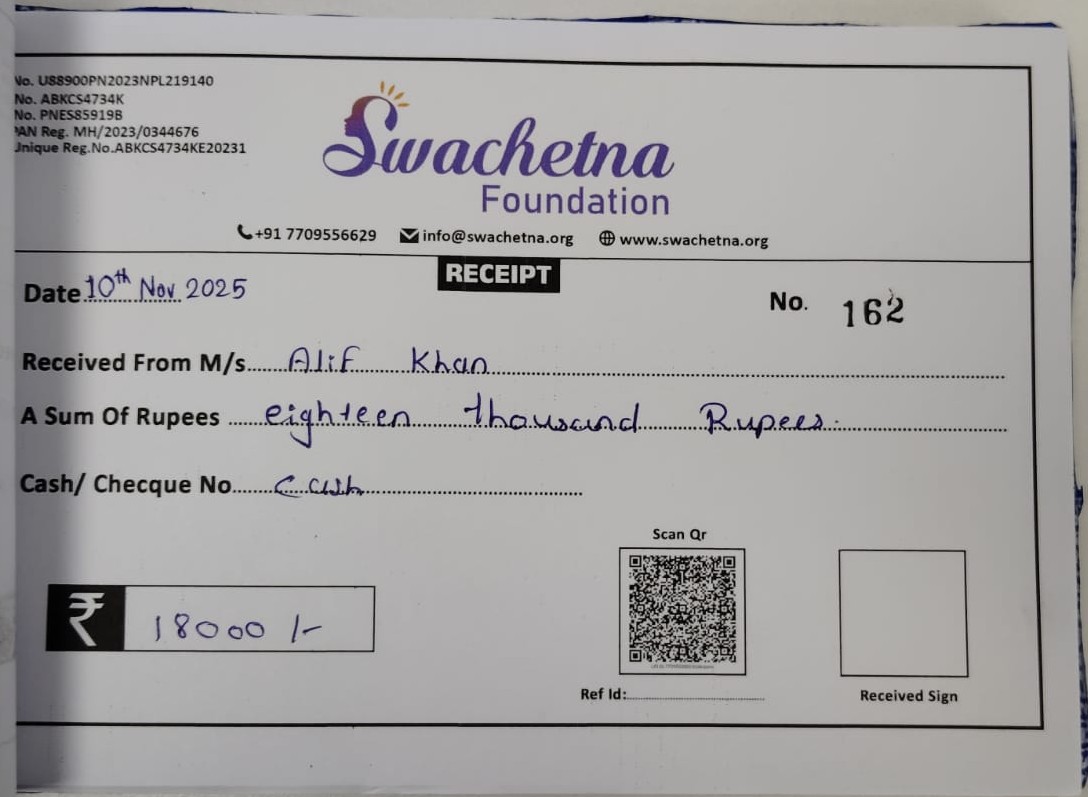 No. U88900PN2023NPL219140
No. ABKCS4734K
No. PNES85919B
PAN Reg. MH/2023/0344676
Unique Reg.No.ABKCS4734KE20231
Swachetna
Foundation
+91 7709556629 info@swachetna.org www.swachetna.org
RECEIPT
Date 10th Nov 2025
No. 162
Received From M/s Alif Khan
A Sum Of Rupees eighteen thousand Rupees.
Cash/ Checque No. Cash
Scan Qr
₹ 18000 /-
Ref Id:
Received Sign